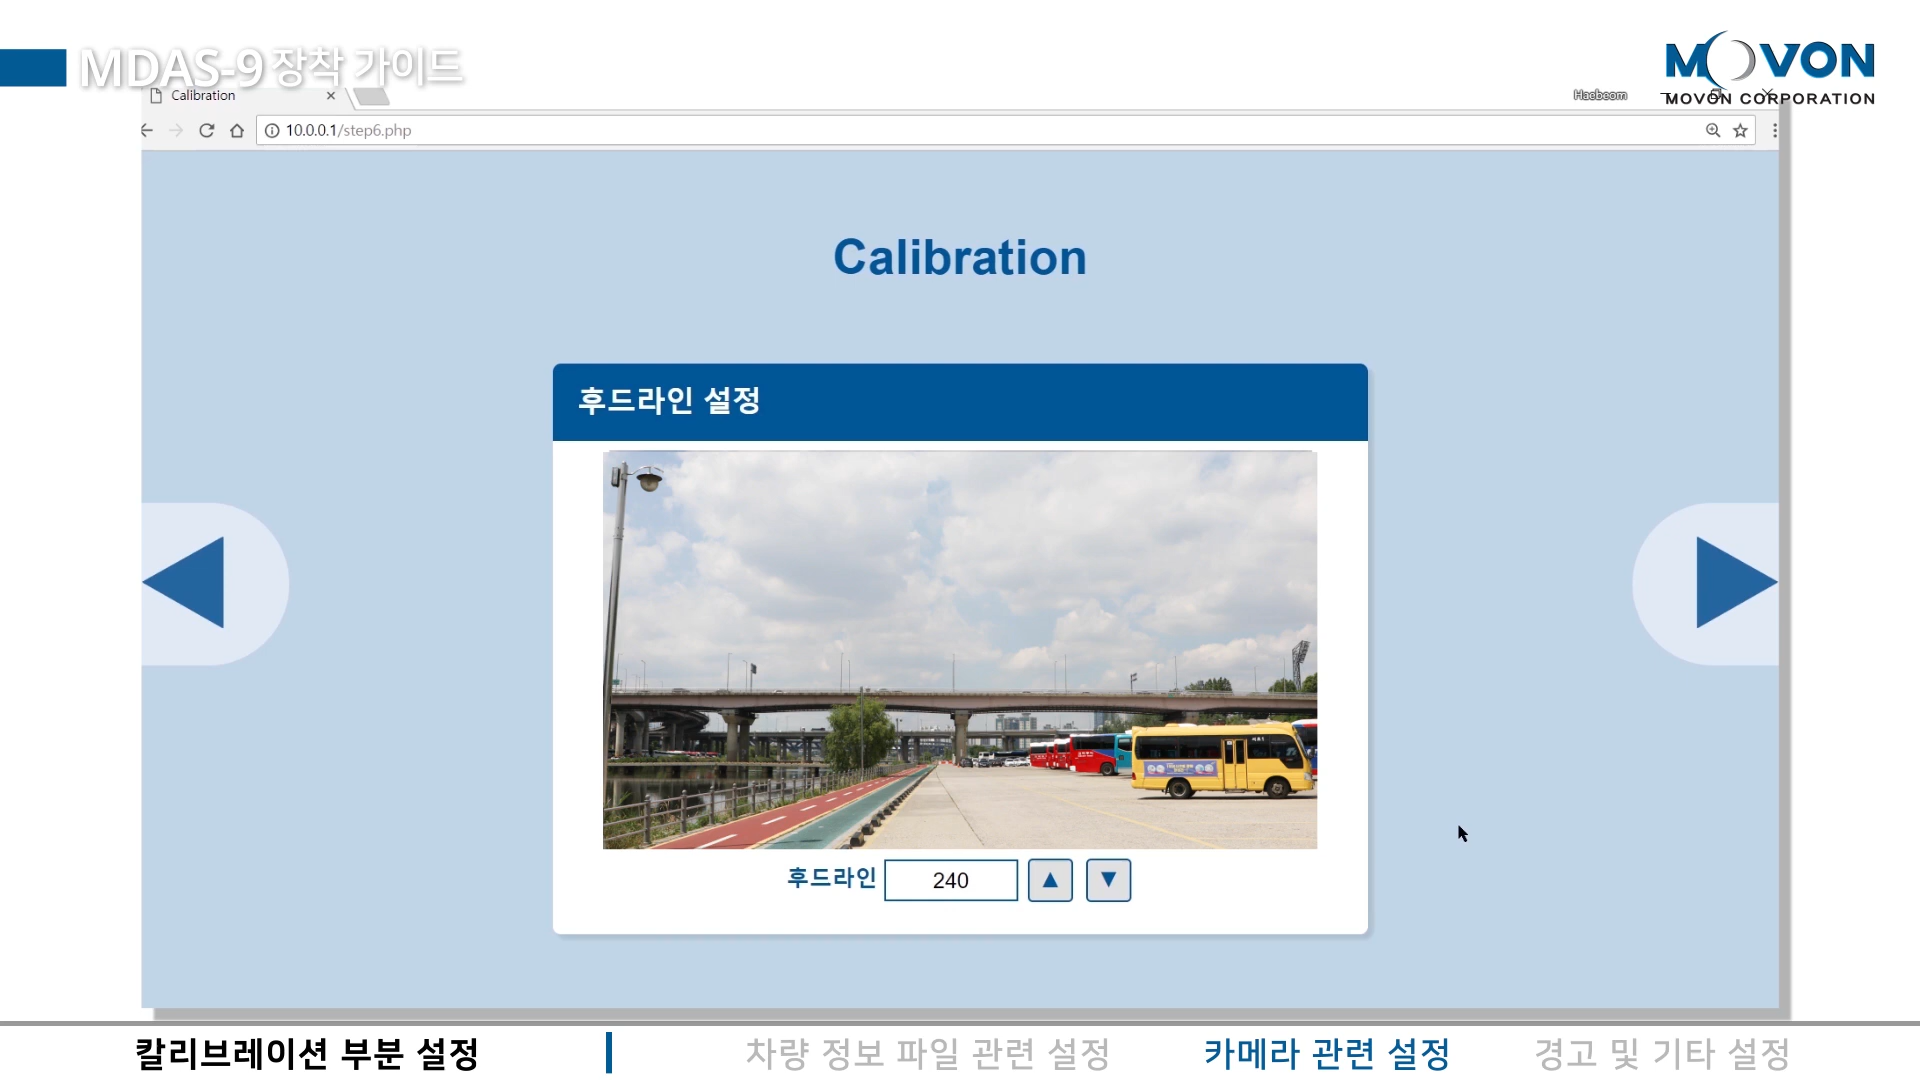 MDAS-9 장착 가이드
MOVON
MOVON CORPORATION
Calibration
Haebeom
10.0.0.1/step6.php
Calibration
후드라인 설정
후드라인 240
칼리브레이션 부분 설정
차량 정보 파일 관련 설정
카메라 관련 설정
경고 및 기타 설정